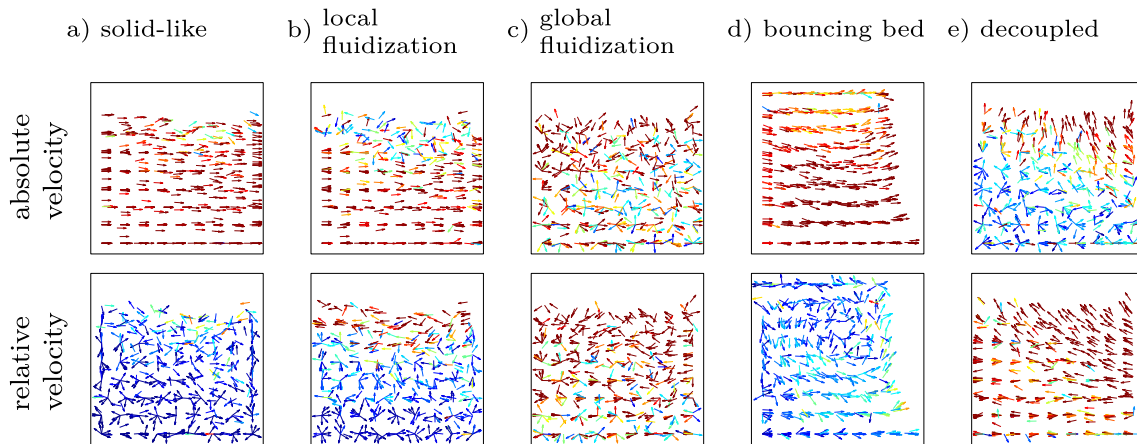 a) solid-like
b) local
fluidization
c) global
fluidization
d) bouncing bed
e) decoupled
absolute
velocity
relative
velocity